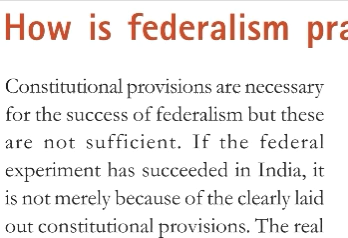 How is federalism pra
Constitutional provisions are necessary
for the success of federalism but these
are not sufficient. If the federal
experiment has succeeded in India, it
is not merely because of the clearly laid
out constitutional provisions. The real